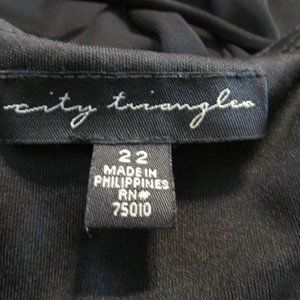 city triangles
22
MADE IN
PHILIPPINES
RN#
75010